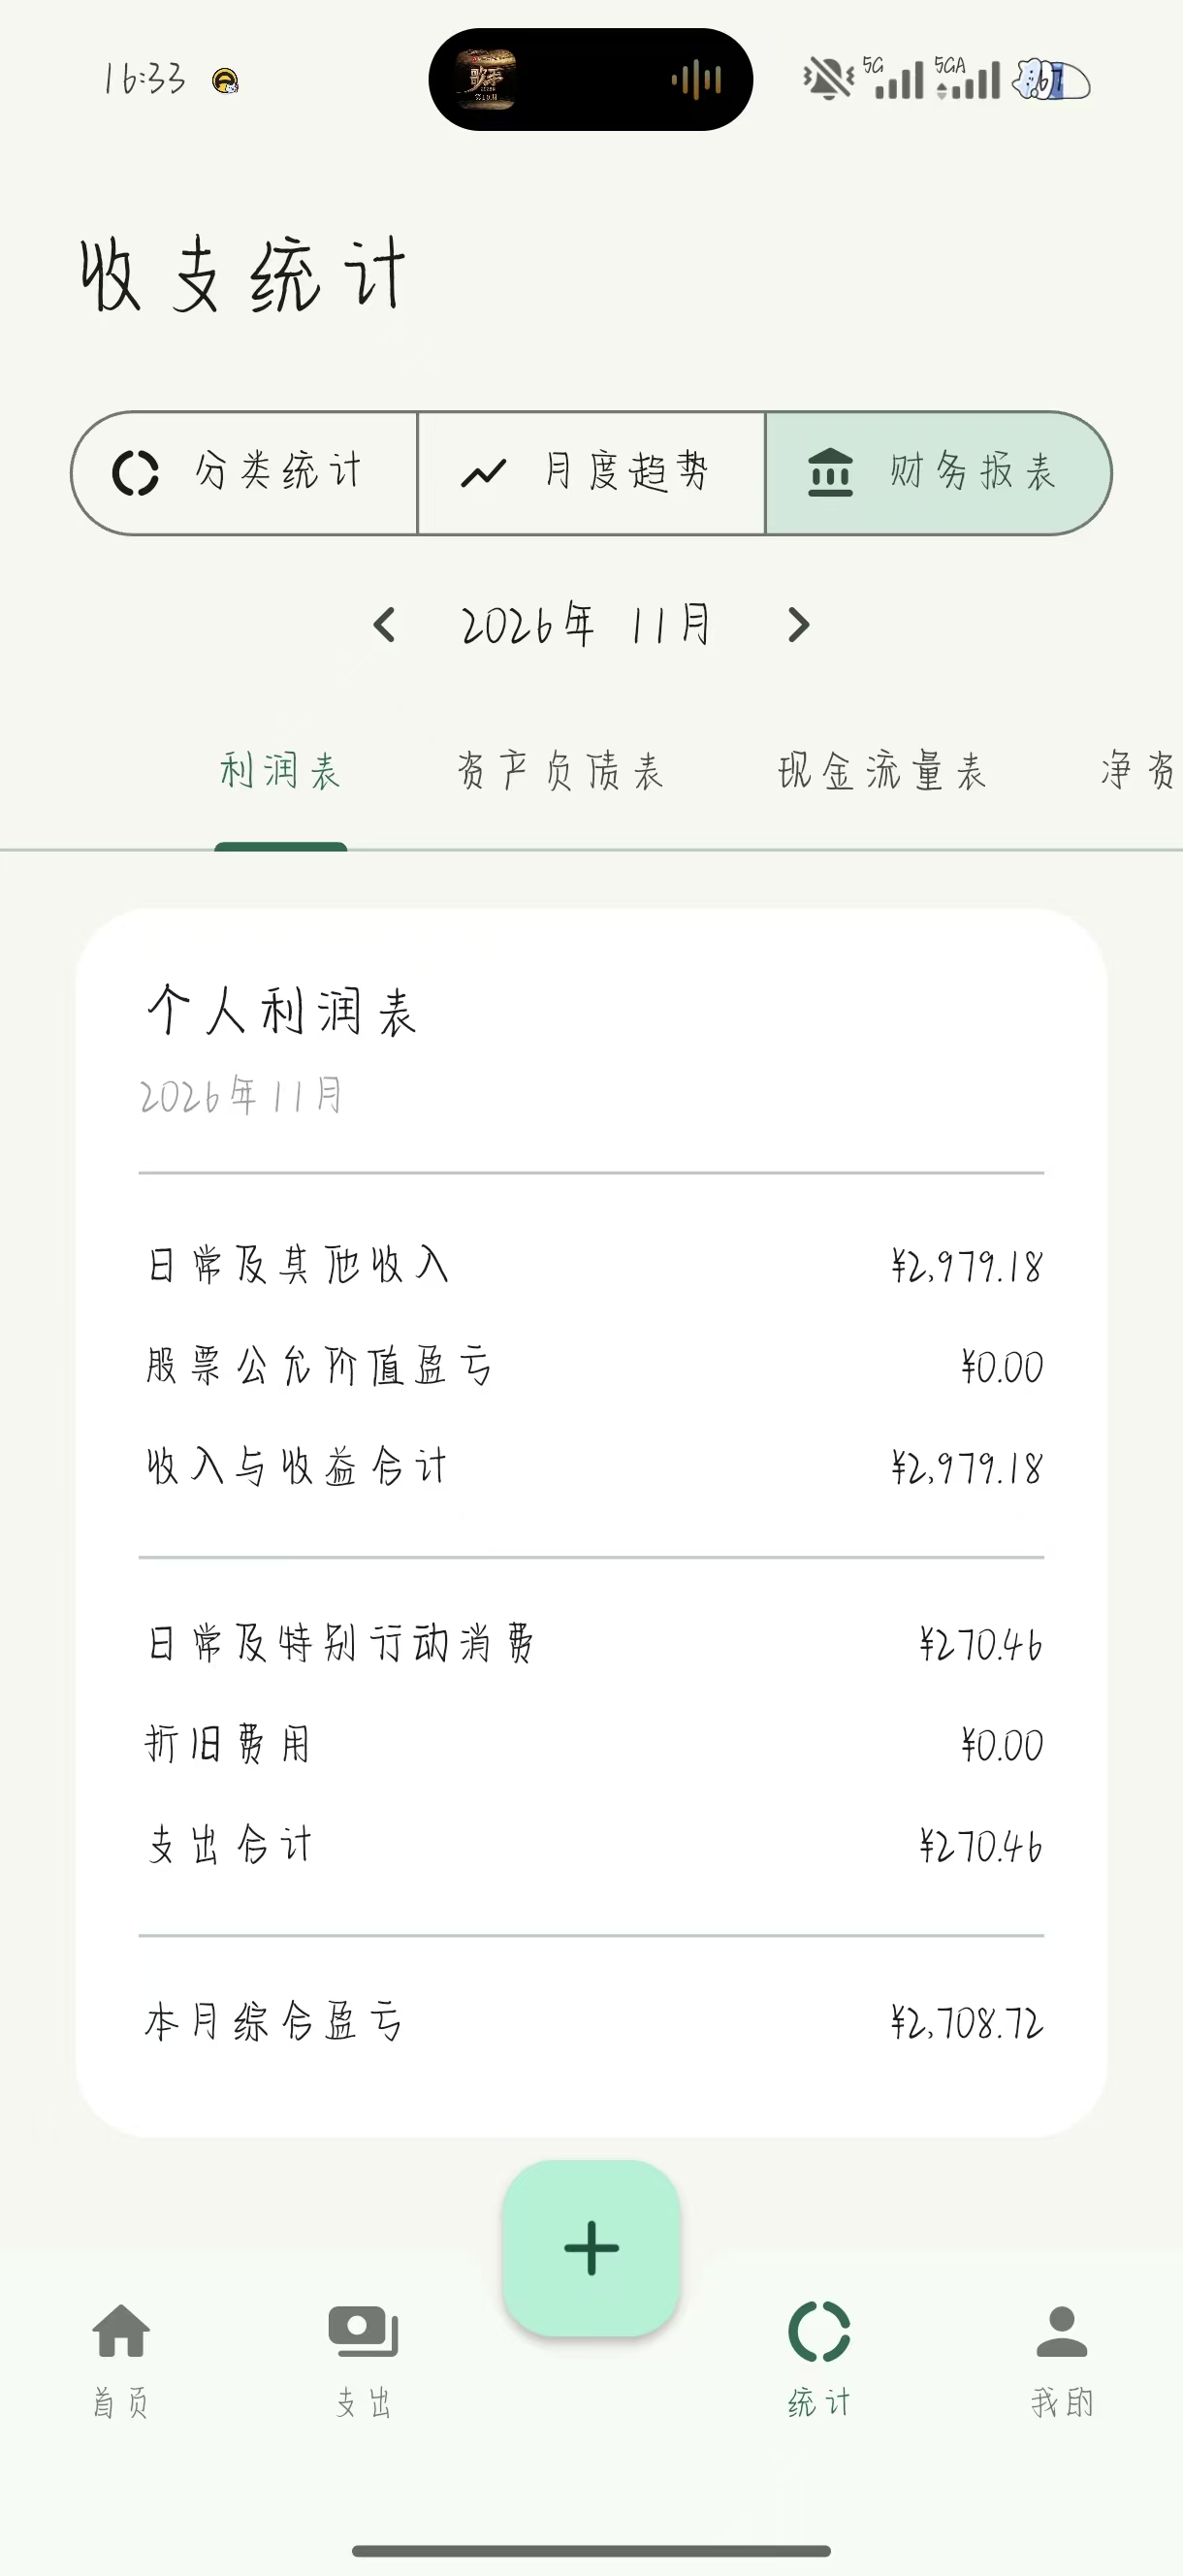 16:33
歌手
5G
5GA
67
收支统计
分类统计
月度趋势
财务报表
2026年 11月
利润表
资产负债表
现金流量表
净资
个人利润表
2026年11月
日常及其他收入 ¥2,979.18
股票公允价值盈亏 ¥0.00
收入与收益合计 ¥2,979.18
日常及特别行动消费 ¥270.46
折旧费用 ¥0.00
支出合计 ¥270.46
本月综合盈亏 ¥2,708.72
首页
支出
统计
我的